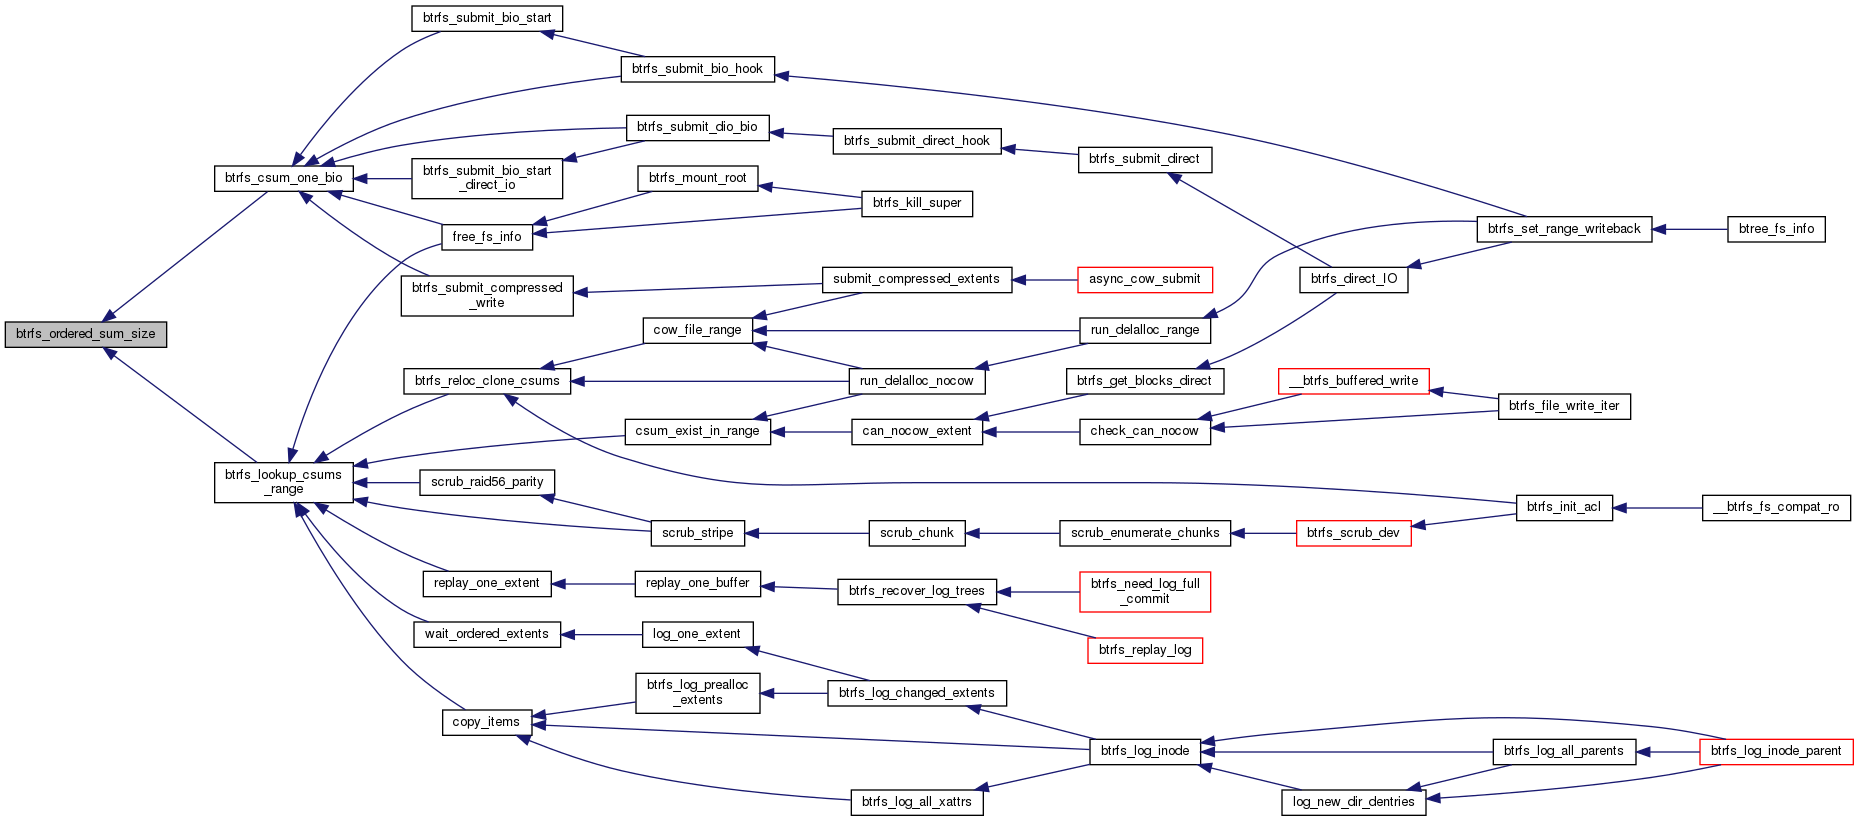 btrfs_submit_bio_start
btrfs_submit_bio_hook
btrfs_submit_dio_bio
btrfs_submit_direct_hook
btrfs_submit_direct
btrfs_csum_one_bio
btrfs_submit_bio_start
_direct_io
btrfs_mount_root
btrfs_kill_super
free_fs_info
btrfs_set_range_writeback
btree_fs_info
btrfs_submit_compressed
_write
submit_compressed_extents
async_cow_submit
btrfs_direct_IO
btrfs_ordered_sum_size
cow_file_range
run_delalloc_range
btrfs_reloc_clone_csums
run_delalloc_nocow
btrfs_get_blocks_direct
__btrfs_buffered_write
btrfs_file_write_iter
csum_exist_in_range
can_nocow_extent
check_can_nocow
btrfs_lookup_csums
_range
scrub_raid56_parity
btrfs_init_acl
__btrfs_fs_compat_ro
scrub_stripe
scrub_chunk
scrub_enumerate_chunks
btrfs_scrub_dev
replay_one_extent
replay_one_buffer
btrfs_recover_log_trees
btrfs_need_log_full
_commit
wait_ordered_extents
log_one_extent
btrfs_replay_log
btrfs_log_prealloc
_extents
btrfs_log_changed_extents
copy_items
btrfs_log_inode
btrfs_log_all_parents
btrfs_log_inode_parent
btrfs_log_all_xattrs
log_new_dir_dentries